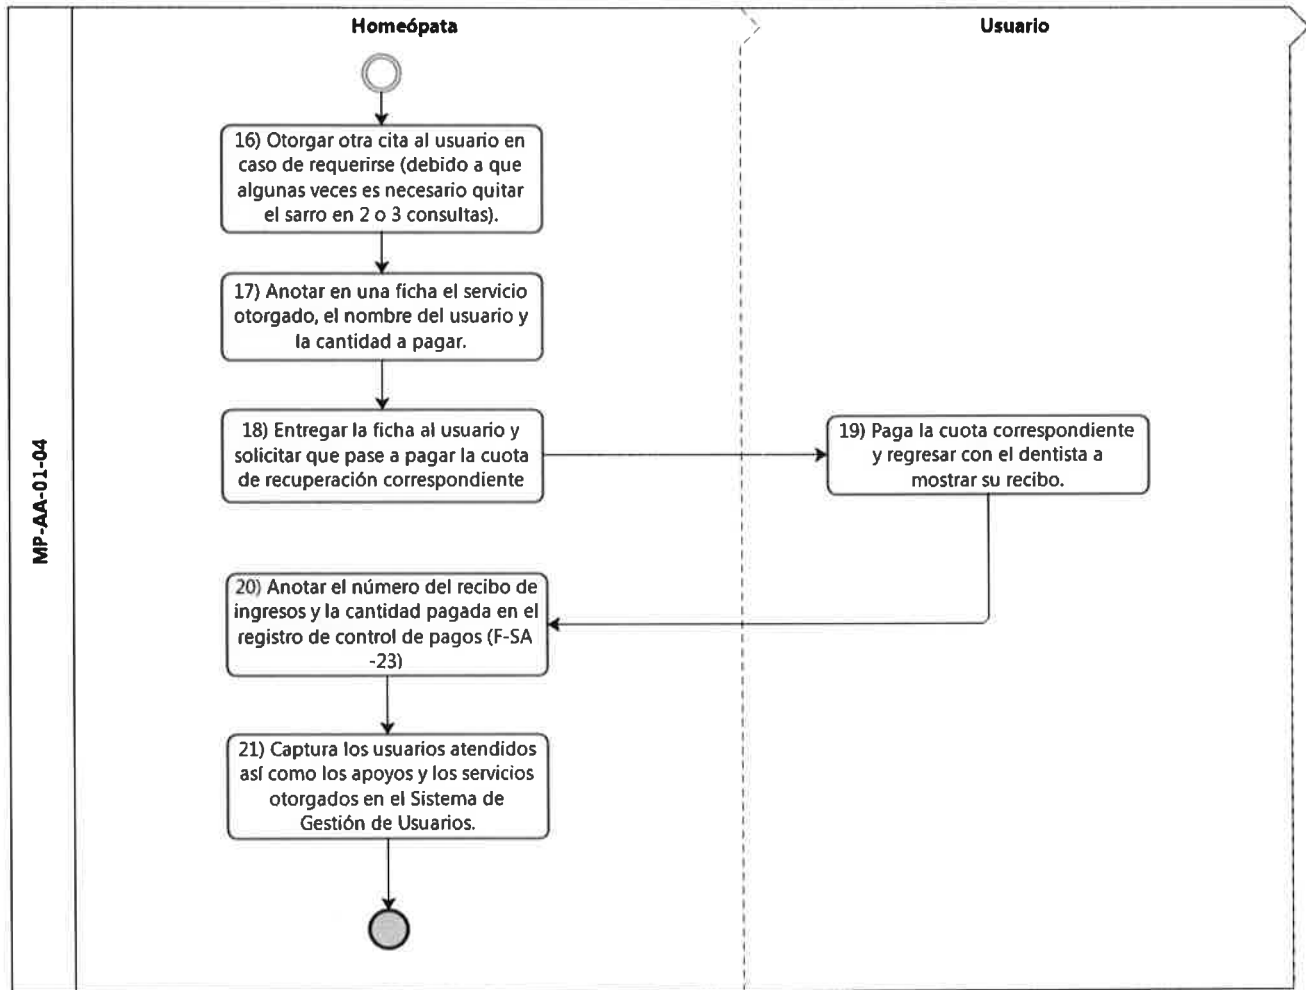 Homeópata
Usuario
MP-AA-01-04
16) Otorgar otra cita al usuario en
caso de requerirse (debido a que
algunas veces es necesario quitar
el sarro en 2 o 3 consultas).
17) Anotar en una ficha el servicio
otorgado, el nombre del usuario y
la cantidad a pagar.
18) Entregar la ficha al usuario y
solicitar que pase a pagar la cuota
de recuperación correspondiente
19) Paga la cuota correspondiente
y regresar con el dentista a
mostrar su recibo.
20) Anotar el número del recibo de
ingresos y la cantidad pagada en el
registro de control de pagos (F-SA
-23)
21) Captura los usuarios atendidos
así como los apoyos y los servicios
otorgados en el Sistema de
Gestión de Usuarios.